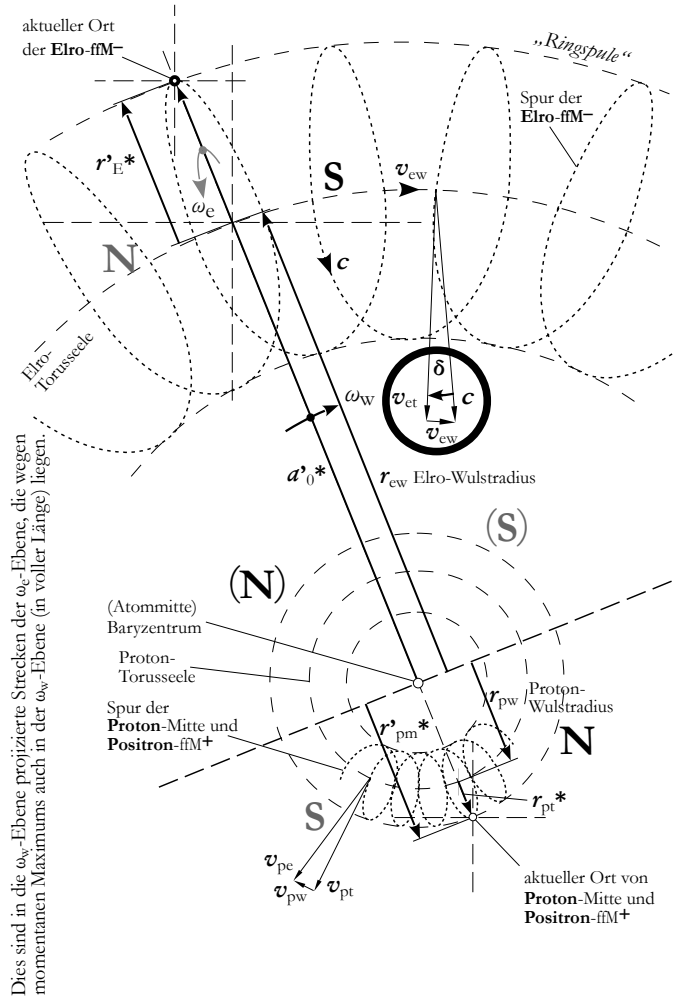 aktueller Ort
der Elro-ffM–
„Ringspule“
Spur der
Elro-ffM–
r'E*
S
vew
ωe
N
c
Elro-
Torusseele
δ
vet
c
vew
ωw
a'0*
rew Elro-Wulstradius
(S)
(N)
(Atommitte)
Baryzentrum
Proton-
Torusseele
rpw Proton-
Wulstradius
Spur der
Proton-Mitte und
Positron-ffM+
r'pm*
N
rpt*
S
vpe
vpw
vpt
aktueller Ort von
Proton-Mitte und
Positron-ffM+
Dies sind in die ωw-Ebene projizierte Strecken der ωe-Ebene, die wegen
momentanen Maximums auch in der ωw-Ebene (in voller Länge) liegen.